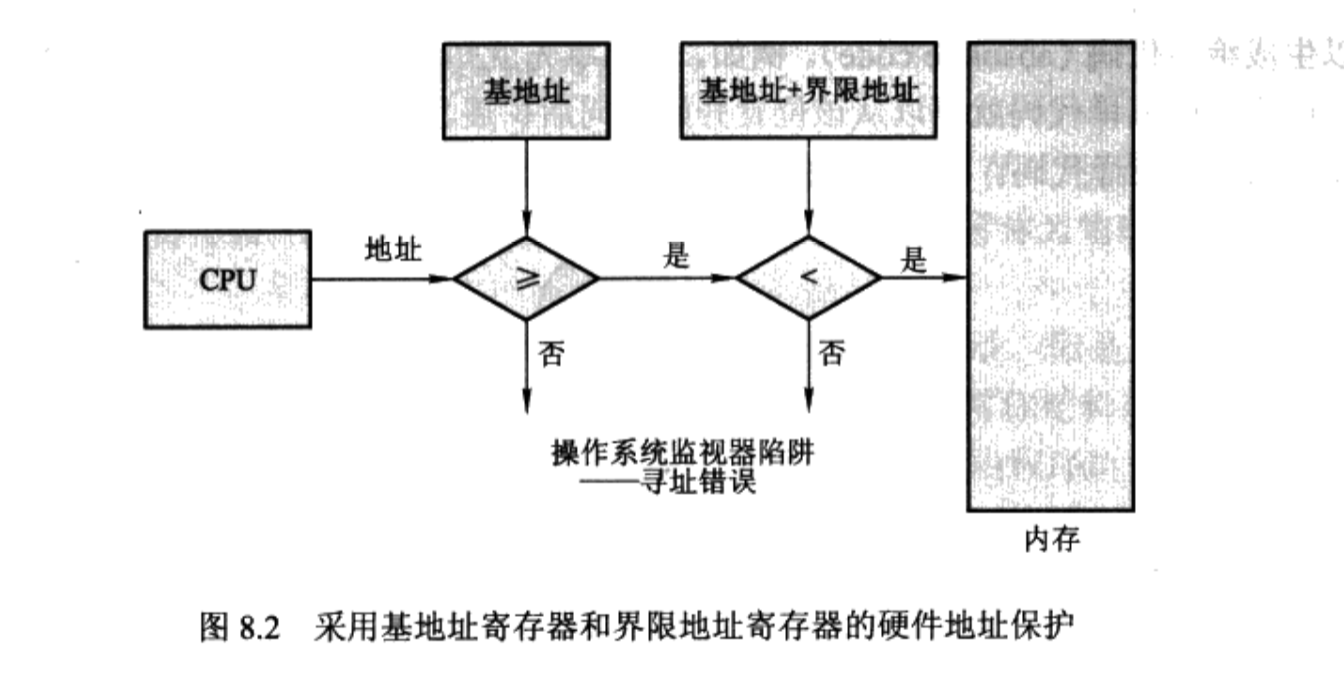 基地址
基地址+界限地址
CPU
地址
≥
是
<
是
否
否
操作系统监视器陷阱
——寻址错误
内存
图 8.2 采用基地址寄存器和界限地址寄存器的硬件地址保护